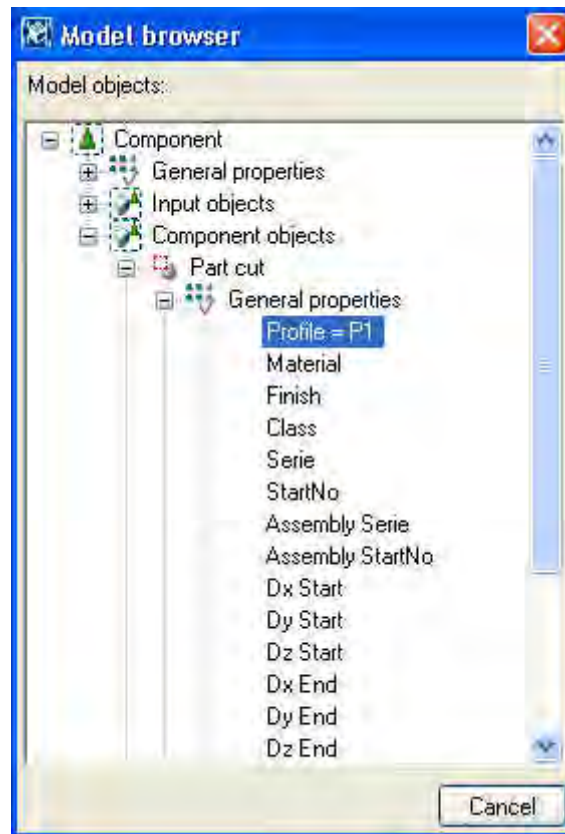 Model browser
Model objects:
Component
General properties
Input objects
Component objects
Part cut
General properties
Profile = P1
Material
Finish
Class
Serie
StartNo
Assembly Serie
Assembly StartNo
Dx Start
Dy Start
Dz Start
Dx End
Dy End
Dz End
Cancel